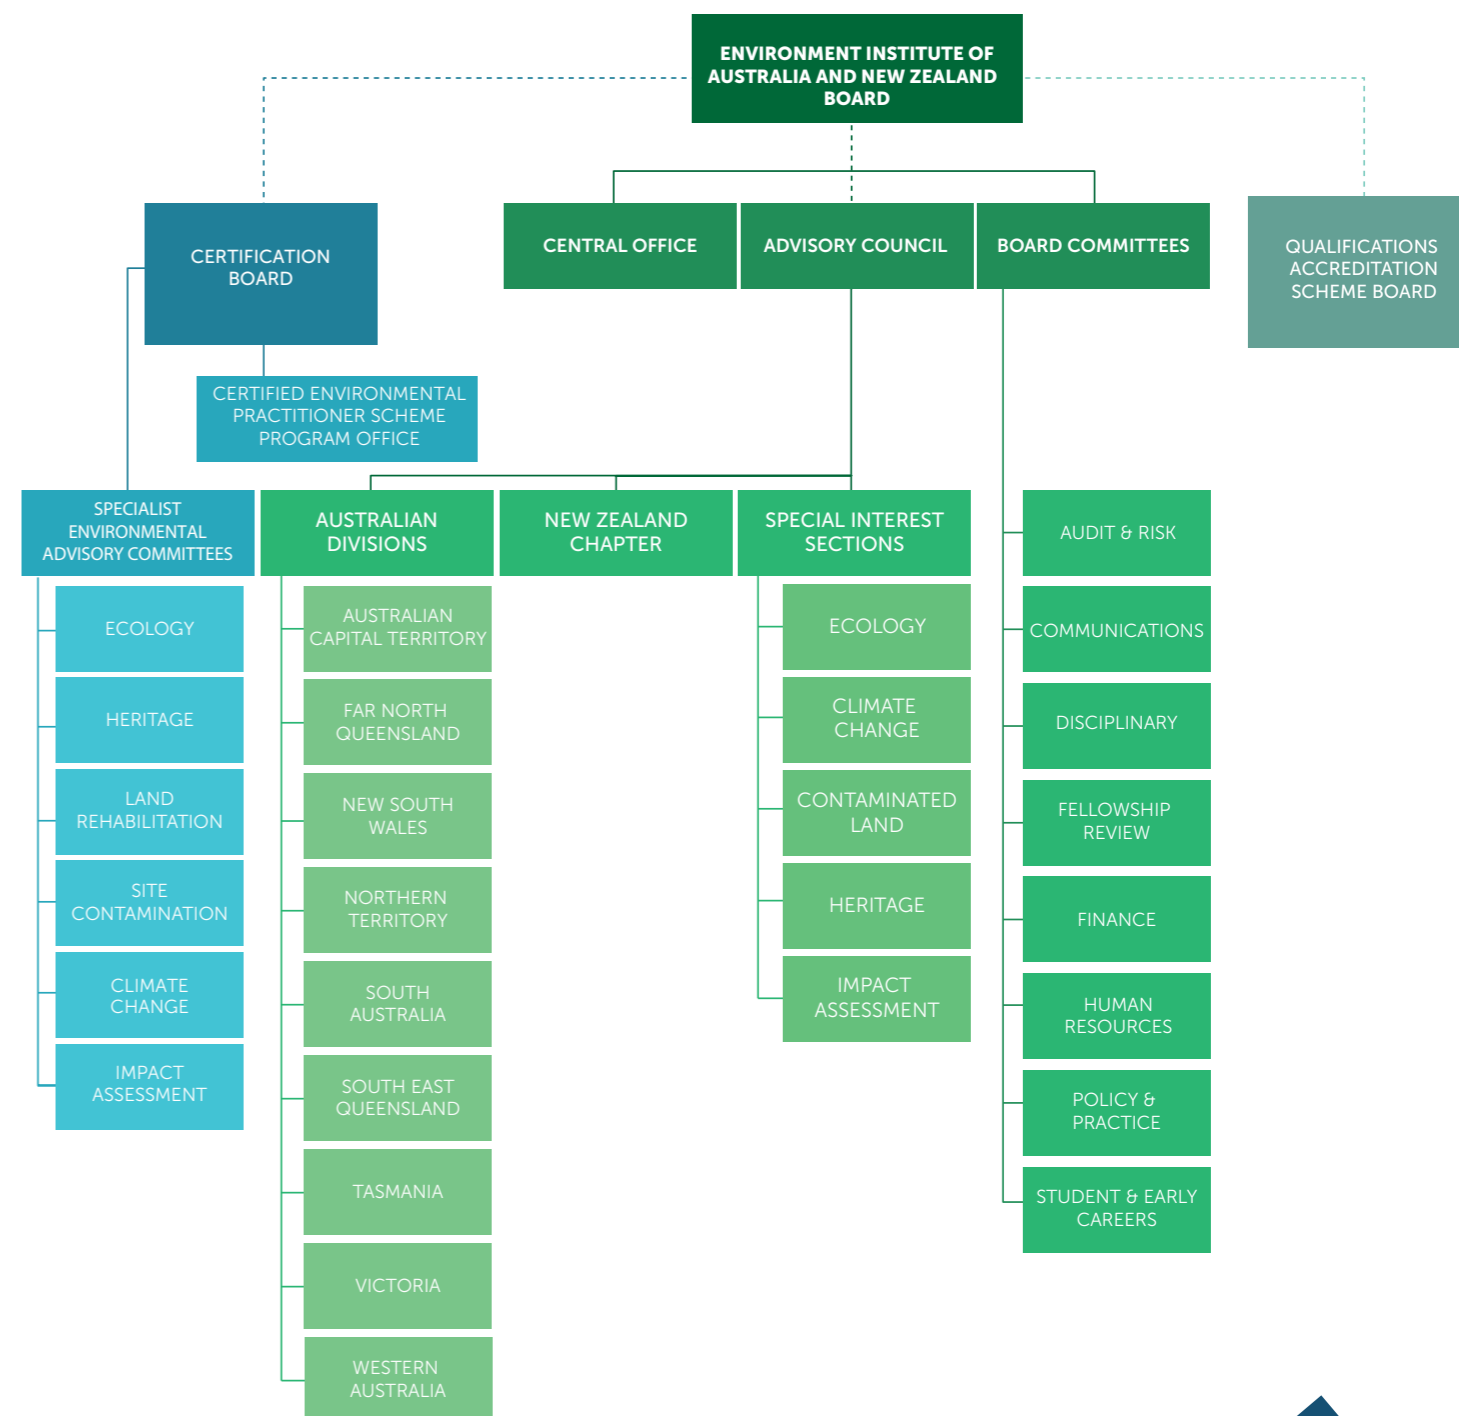 ENVIRONMENT INSTITUTE OF
AUSTRALIA AND NEW ZEALAND
BOARD
CERTIFICATION
BOARD
CENTRAL OFFICE
ADVISORY COUNCIL
BOARD COMMITTEES
QUALIFICATIONS
ACCREDITATION
SCHEME BOARD
CERTIFIED ENVIRONMENTAL
PRACTITIONER SCHEME
PROGRAM OFFICE
SPECIALIST
ENVIRONMENTAL
ADVISORY COMMITTEES
ECOLOGY
HERITAGE
LAND
REHABILITATION
SITE
CONTAMINATION
CLIMATE
CHANGE
IMPACT
ASSESSMENT
AUSTRALIAN
DIVISIONS
AUSTRALIAN
CAPITAL TERRITORY
FAR NORTH
QUEENSLAND
NEW SOUTH
WALES
NORTHERN
TERRITORY
SOUTH
AUSTRALIA
SOUTH EAST
QUEENSLAND
TASMANIA
VICTORIA
WESTERN
AUSTRALIA
NEW ZEALAND
CHAPTER
SPECIAL INTEREST
SECTIONS
ECOLOGY
CLIMATE
CHANGE
CONTAMINATED
LAND
HERITAGE
IMPACT
ASSESSMENT
AUDIT & RISK
COMMUNICATIONS
DISCIPLINARY
FELLOWSHIP
REVIEW
FINANCE
HUMAN
RESOURCES
POLICY &
PRACTICE
STUDENT & EARLY
CAREERS